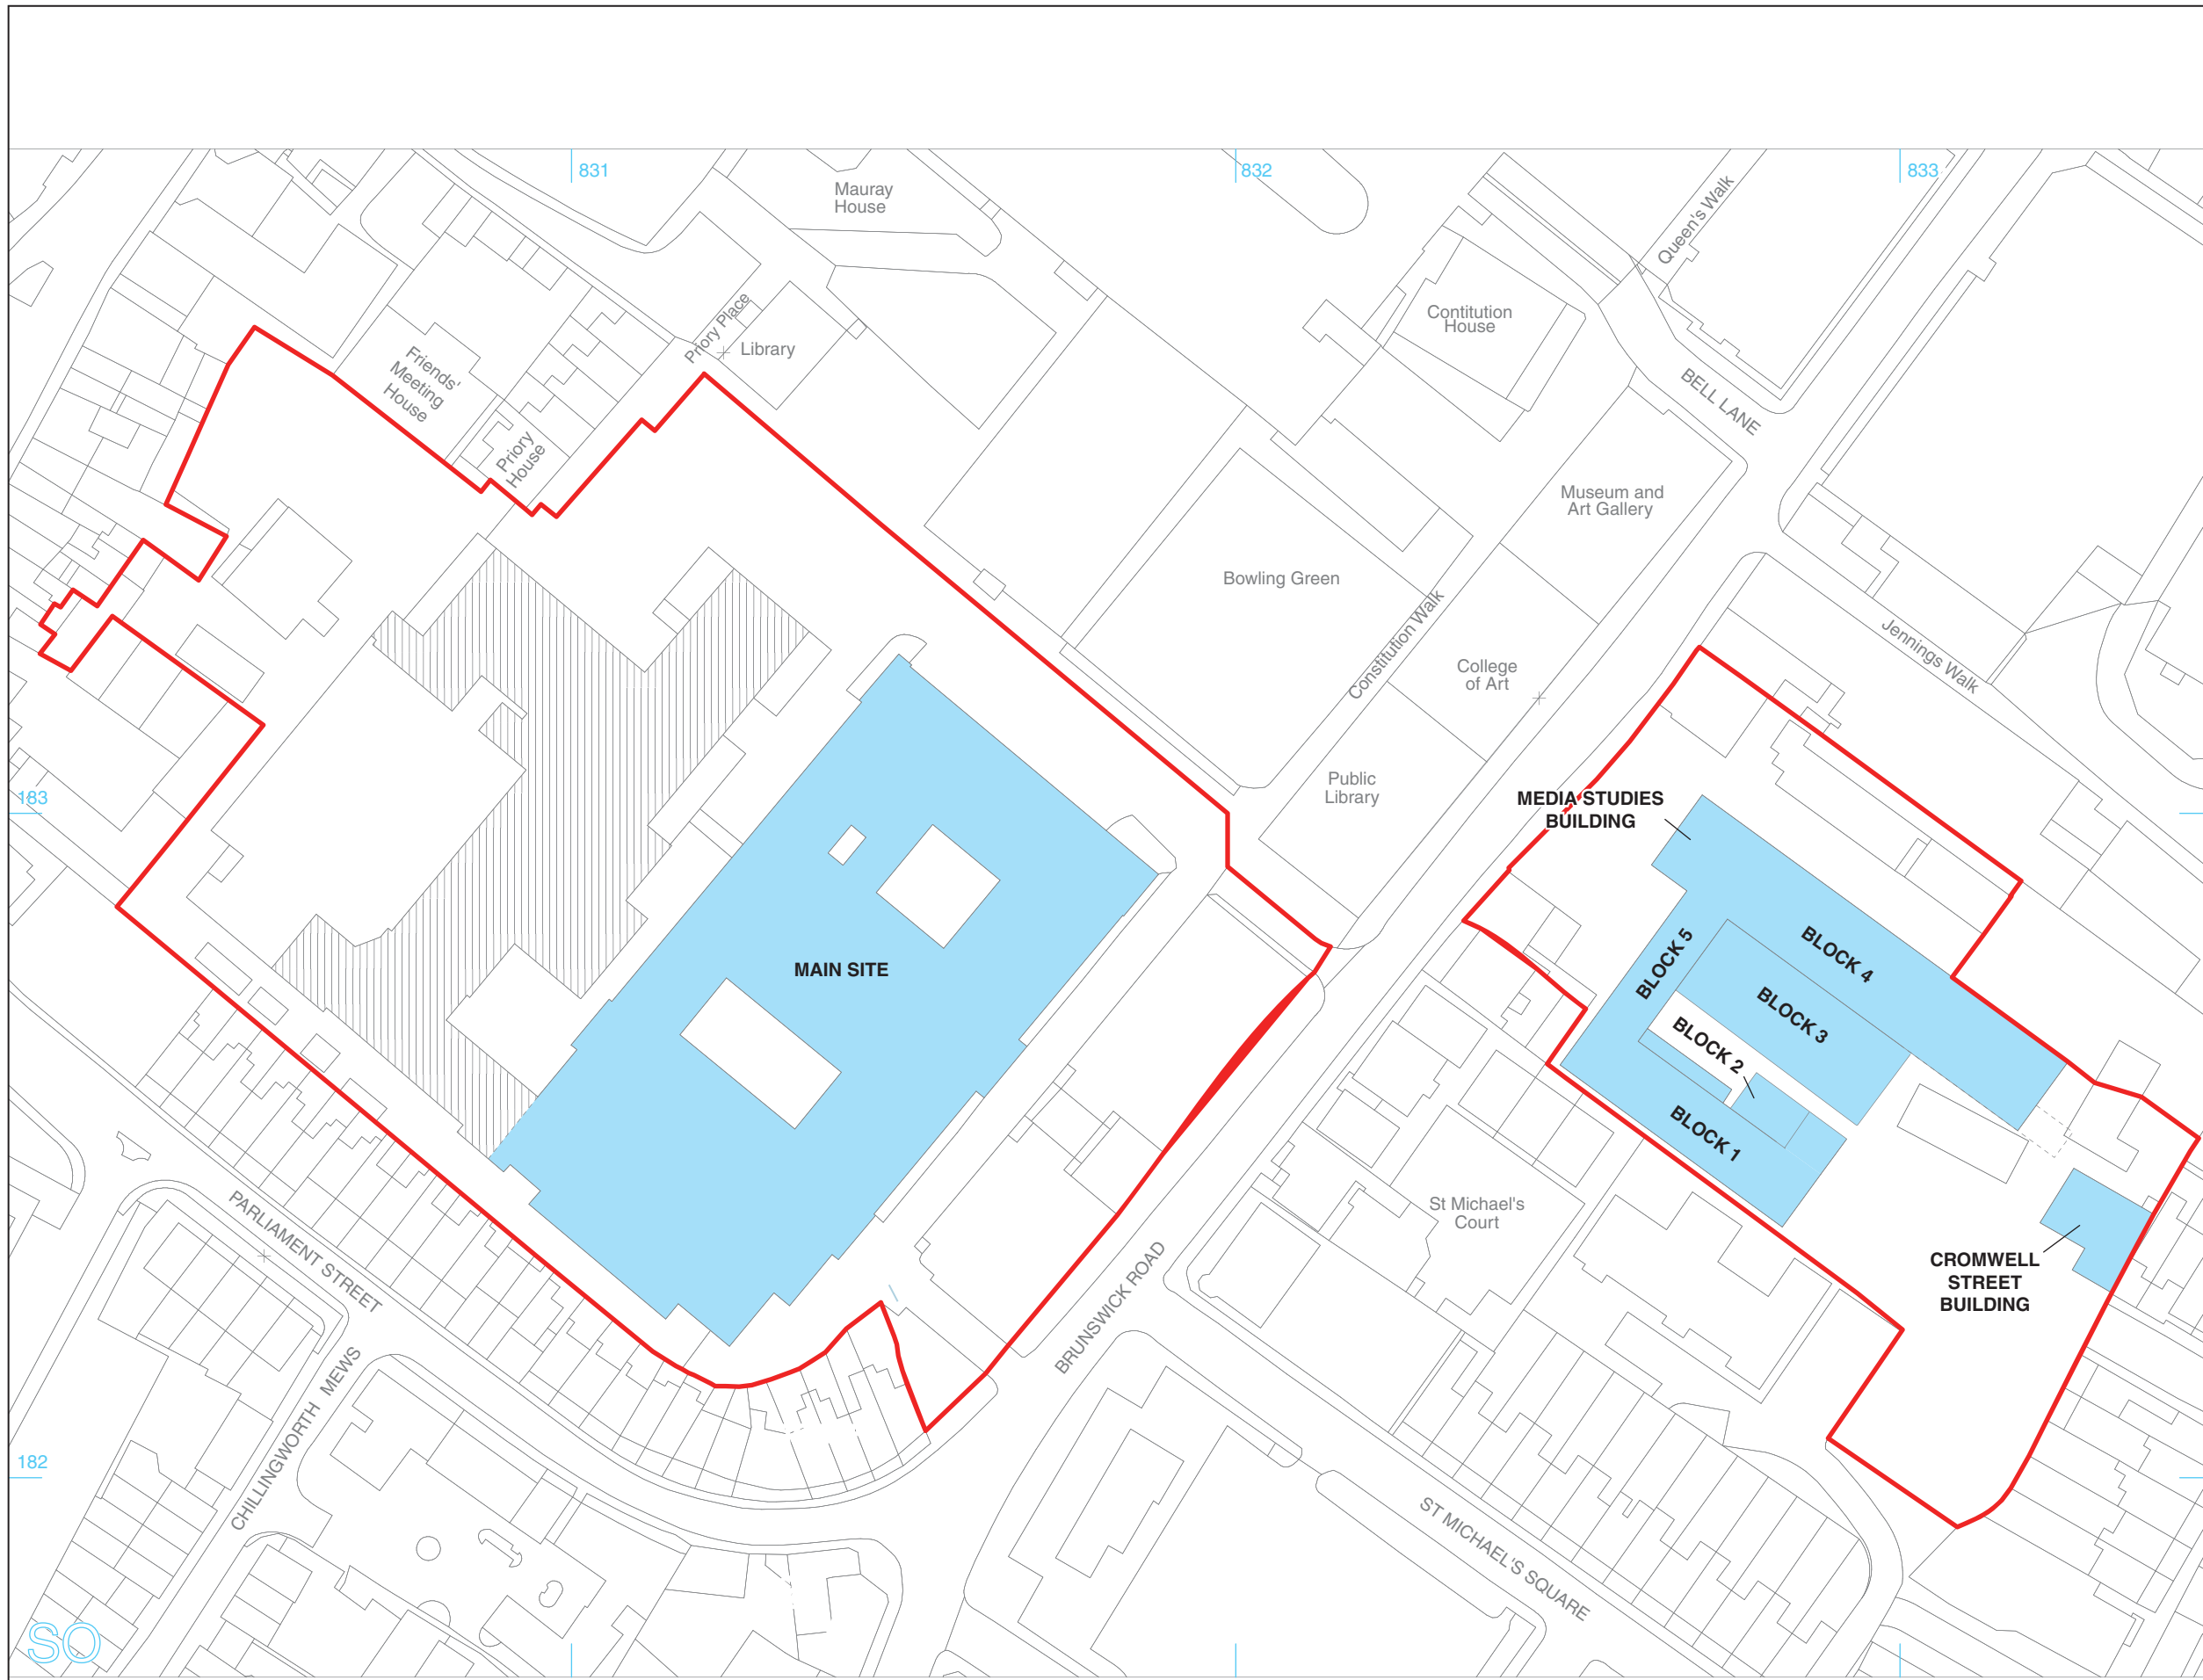 831
832
833
Mauray
House
Queen's Walk
Contitution
House
Priory Place
Library
Friends'
Meeting
House
BELL LANE
Priory
House
Museum and
Art Gallery
Bowling Green
Constitution Walk
Jennings Walk
College
of Art
183
Public
Library
MEDIA STUDIES
BUILDING
MAIN SITE
BLOCK 5
BLOCK 4
BLOCK 3
BLOCK 2
BLOCK 1
St Michael's
Court
PARLIAMENT STREET
BRUNSWICK ROAD
CROMWELL
STREET
BUILDING
CHILLINGWORTH MEWS
182
ST MICHAEL'S SQUARE
SO